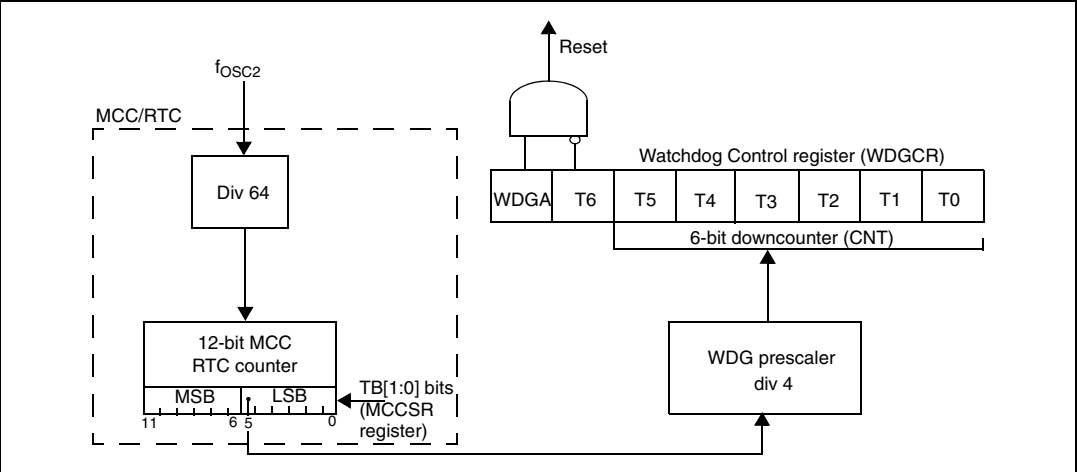 Reset
fOSC2
MCC/RTC
Watchdog Control register (WDGCR)
Div 64
WDGA T6 T5 T4 T3 T2 T1 T0
6-bit downcounter (CNT)
12-bit MCC
RTC counter
WDG prescaler
div 4
MSB LSB
TB[1:0] bits
(MCCSR
register)
11 6 5 0